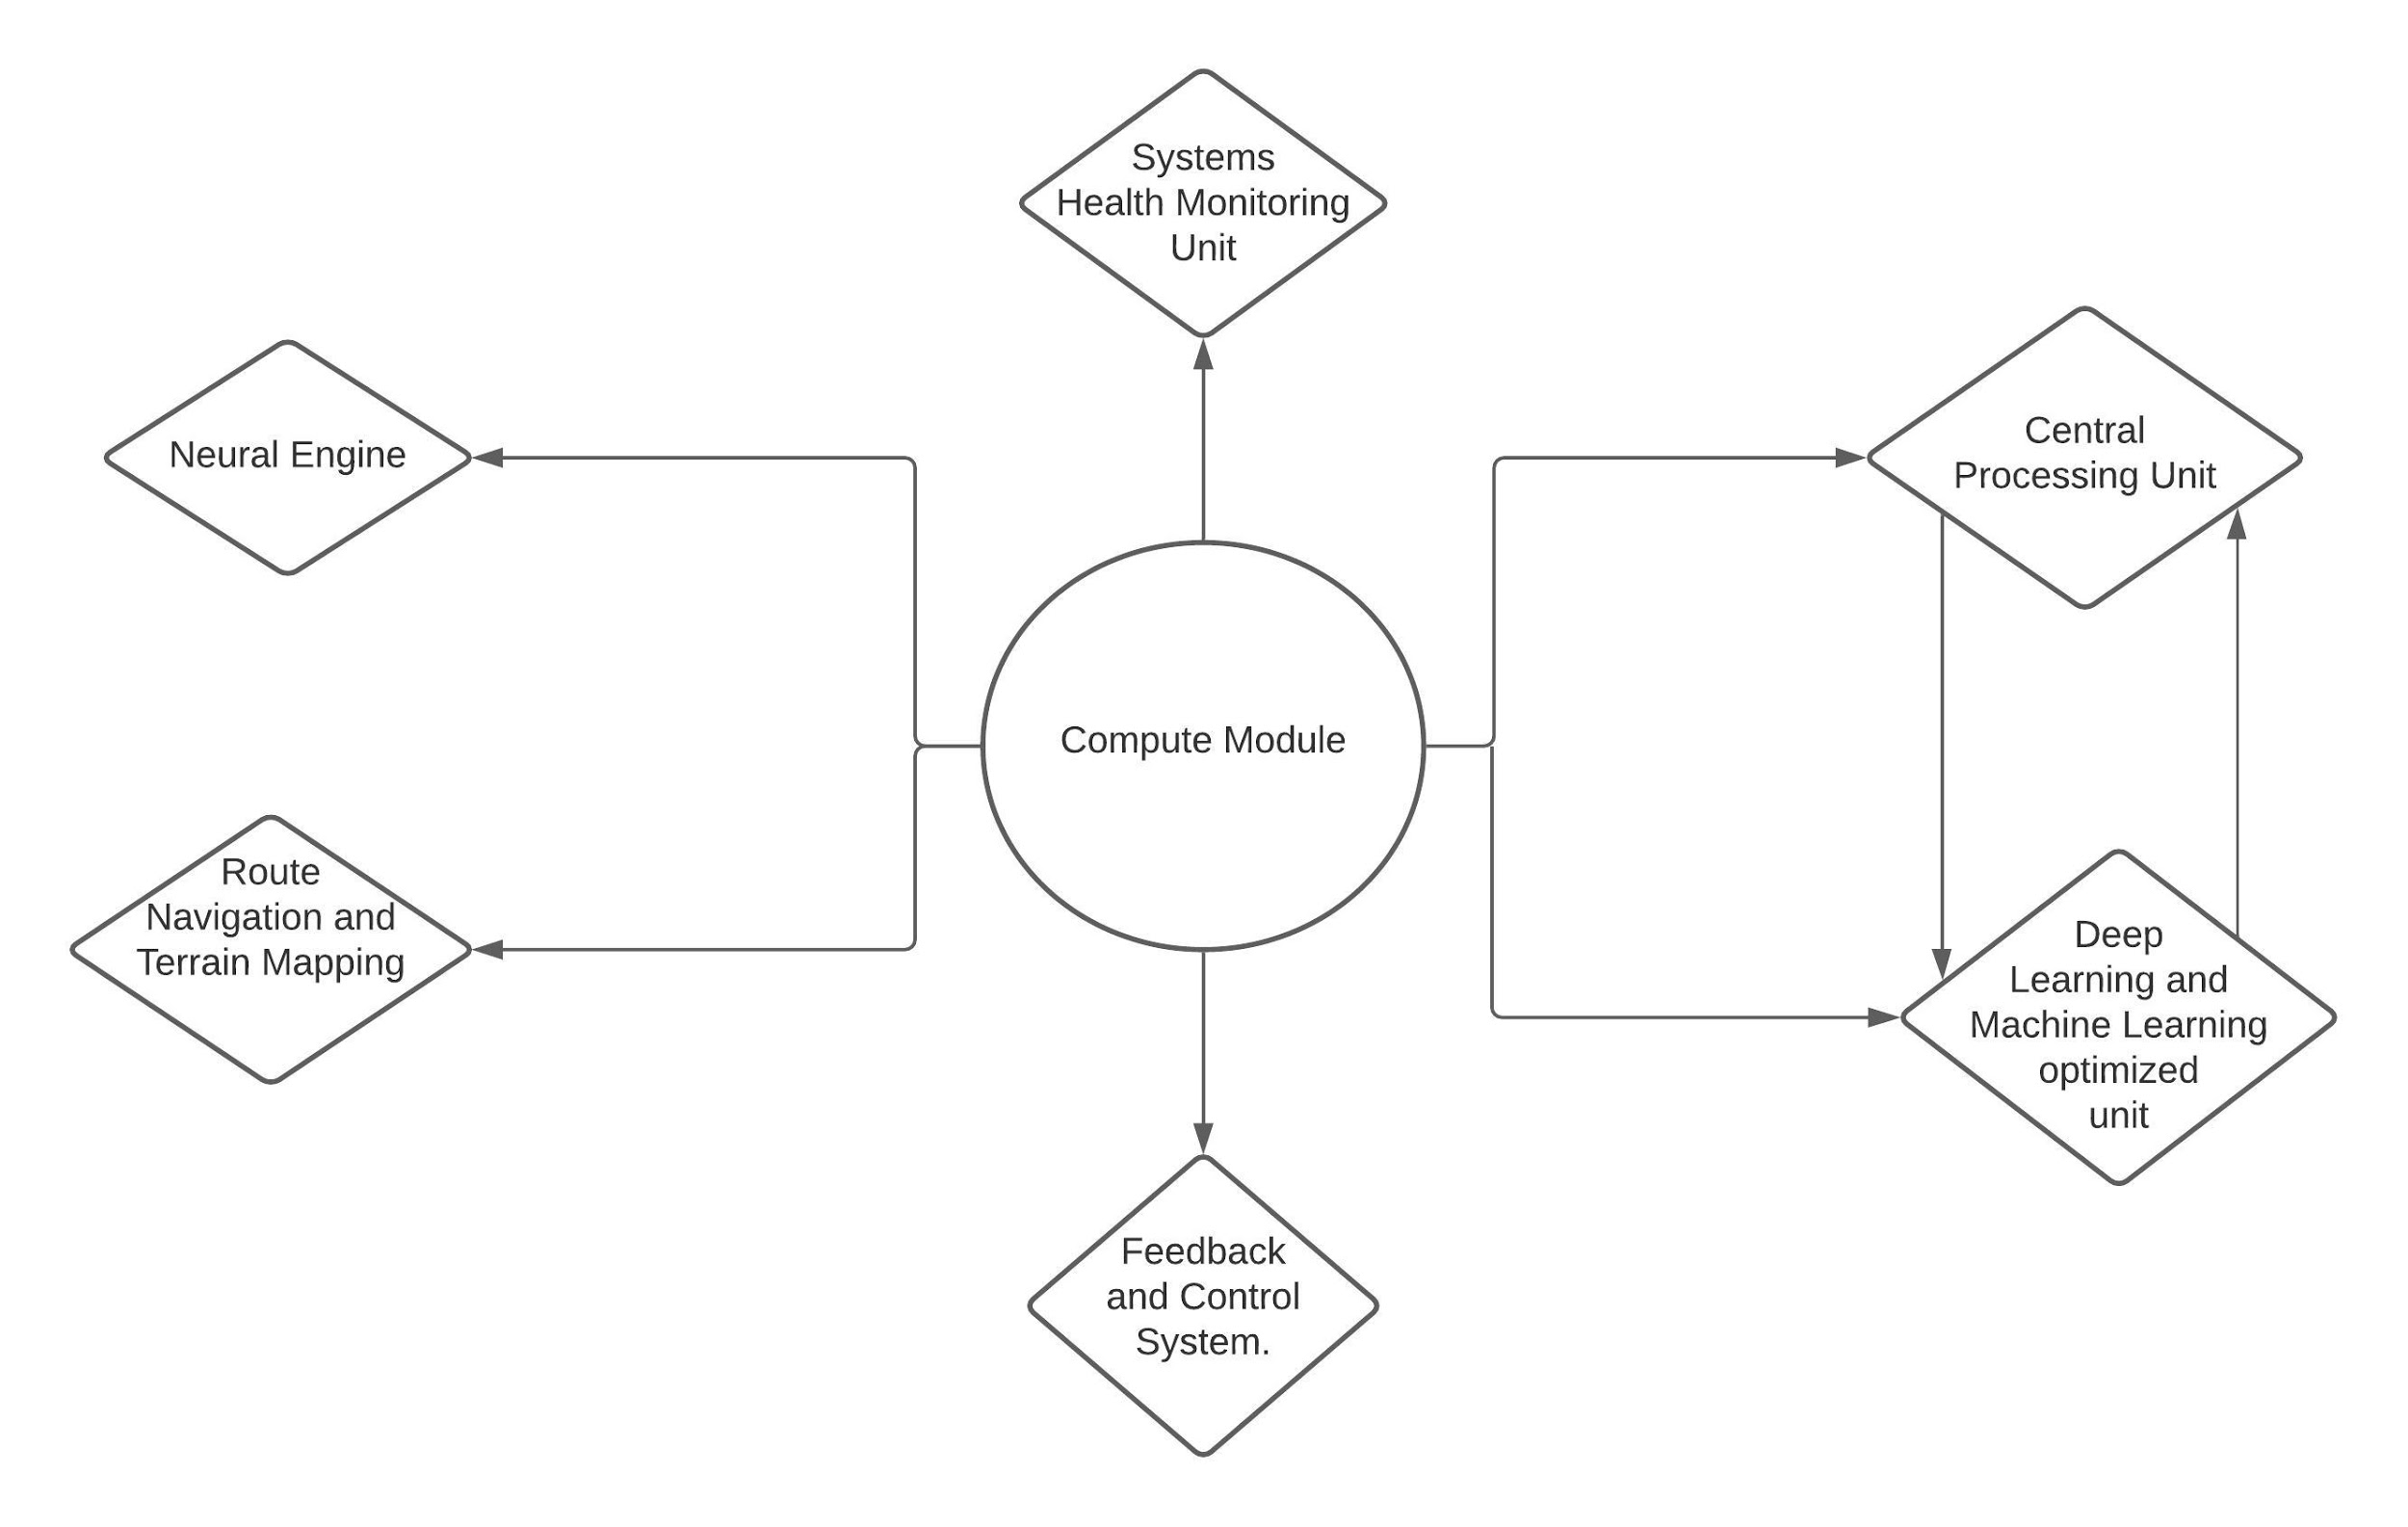 Systems
Health Monitoring
Unit
Neural Engine
Central
Processing Unit
Compute Module
Route
Navigation and
Terrain Mapping
Deep
Learning and
Machine Learning
optimized
unit
Feedback
and Control
System.